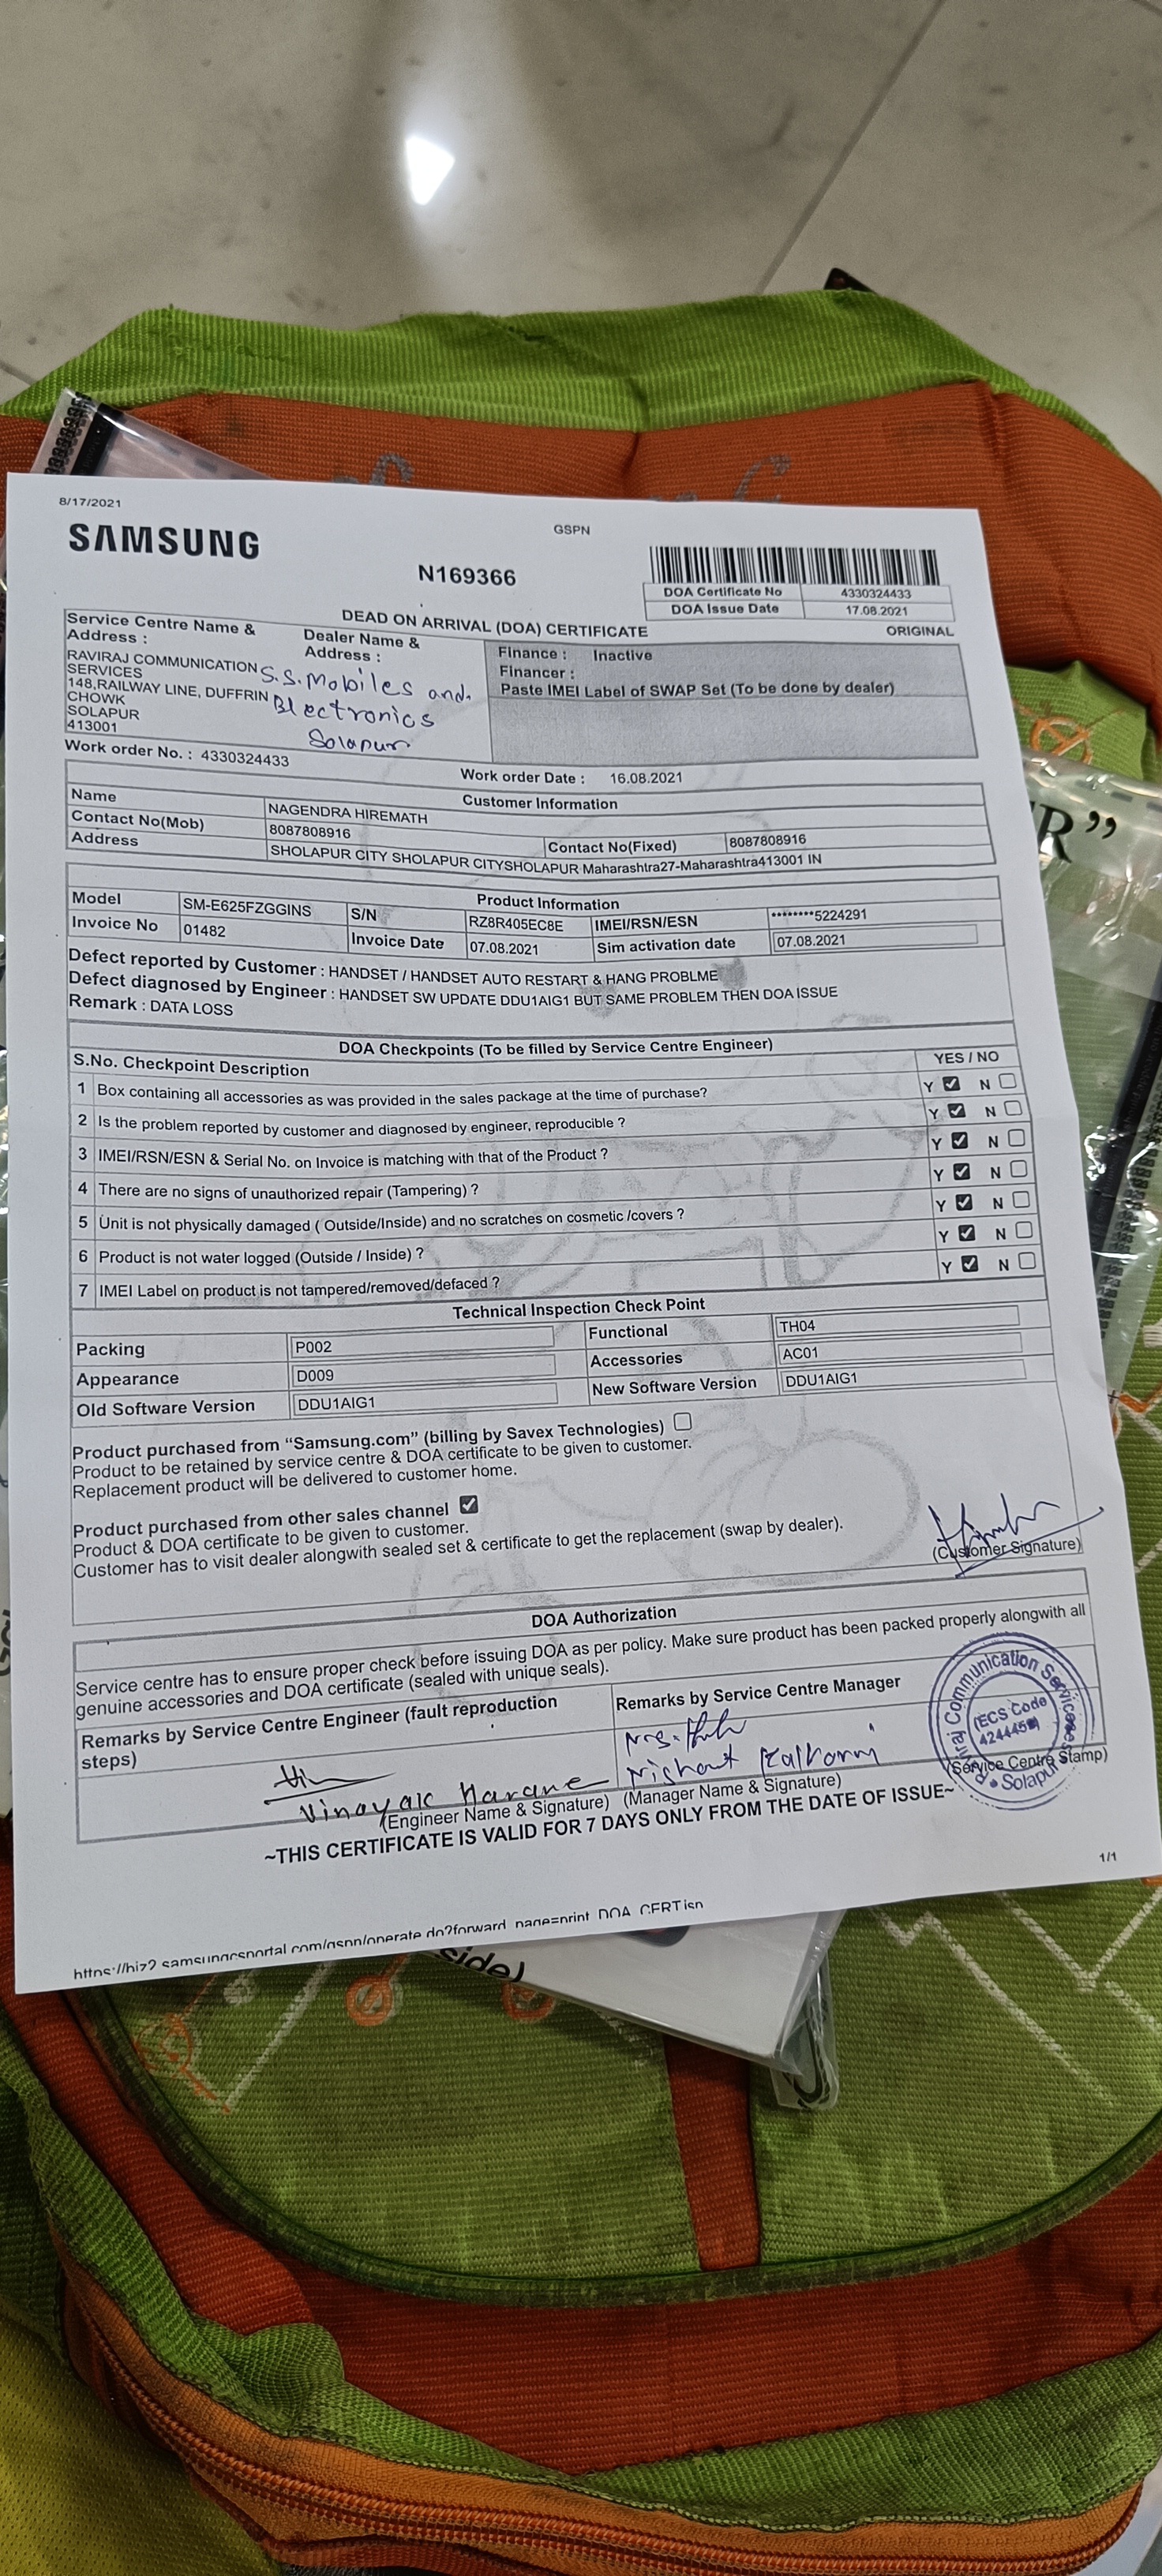 8/17/2021
GSPN
SAMSUNG
N169366
DOA Certificate No 4330324433
DOA Issue Date 17.08.2021
DEAD ON ARRIVAL (DOA) CERTIFICATE
ORIGINAL
Service Centre Name & Address :
RAVIRAJ COMMUNICATION
SERVICES
148,RAILWAY LINE, DUFFRIN
CHOWK
SOLAPUR
413001
Dealer Name & Address :
S.S.Mobiles and
Electronics
Solapur
Finance : Inactive
Financer :
Paste IMEI Label of SWAP Set (To be done by dealer)
Work order No. : 4330324433
Work order Date : 16.08.2021
Customer Information
Name NAGENDRA HIREMATH
Contact No(Mob) 8087808916 Contact No(Fixed) 8087808916
Address SHOLAPUR CITY SHOLAPUR CITYSHOLAPUR Maharashtra27-Maharashtra413001 IN
Product Information
Model SM-E625FZGGINS S/N RZ8R405EC8E IMEI/RSN/ESN ********5224291
Invoice No 01482 Invoice Date 07.08.2021 Sim activation date 07.08.2021
Defect reported by Customer : HANDSET / HANDSET AUTO RESTART & HANG PROBLME
Defect diagnosed by Engineer : HANDSET SW UPDATE DDU1AIG1 BUT SAME PROBLEM THEN DOA ISSUE
Remark : DATA LOSS
DOA Checkpoints (To be filled by Service Centre Engineer)
S.No. Checkpoint Description YES / NO
1 Box containing all accessories as was provided in the sales package at the time of purchase? Y N
2 Is the problem reported by customer and diagnosed by engineer, reproducible ? Y N
3 IMEI/RSN/ESN & Serial No. on Invoice is matching with that of the Product ? Y N
4 There are no signs of unauthorized repair (Tampering) ? Y N
5 Unit is not physically damaged ( Outside/Inside) and no scratches on cosmetic /covers ? Y N
6 Product is not water logged (Outside / Inside) ? Y N
7 IMEI Label on product is not tampered/removed/defaced ? Y N
Technical Inspection Check Point
Packing P002 Functional TH04
Appearance D009 Accessories AC01
Old Software Version DDU1AIG1 New Software Version DDU1AIG1
Product purchased from “Samsung.com” (billing by Savex Technologies)
Product to be retained by service centre & DOA certificate to be given to customer.
Replacement product will be delivered to customer home.
Product purchased from other sales channel
Product & DOA certificate to be given to customer.
Customer has to visit dealer alongwith sealed set & certificate to get the replacement (swap by dealer).
(Customer Signature)
DOA Authorization
Service centre has to ensure proper check before issuing DOA as per policy. Make sure product has been packed properly alongwith all
genuine accessories and DOA certificate (sealed with unique seals).
Remarks by Service Centre Engineer (fault reproduction
steps)
Remarks by Service Centre Manager
Vinayak Harane
Nishant
(Engineer Name & Signature) (Manager Name & Signature)
(Service Centre Stamp)
Raviraj Communication Services
Solapur
(ECS Code
~THIS CERTIFICATE IS VALID FOR 7 DAYS ONLY FROM THE DATE OF ISSUE~
1/1
https://biz2.samsungcsportal.com/gspn/operate.do?forward_page=print_DOA_CERT.jsp
side)
R”